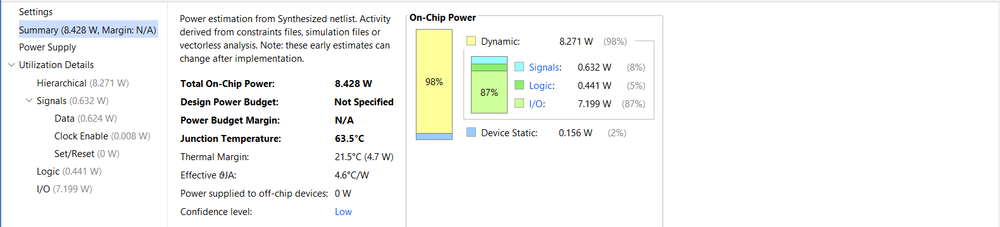 Settings
Summary (8.428 W, Margin: N/A)
Power Supply
Utilization Details
Hierarchical (8.271 W)
Signals (0.632 W)
Data (0.624 W)
Clock Enable (0.008 W)
Set/Reset (0 W)
Logic (0.441 W)
I/O (7.199 W)
Power estimation from Synthesized netlist. Activity
derived from constraints files, simulation files or
vectorless analysis. Note: these early estimates can
change after implementation.
Total On-Chip Power: 8.428 W
Design Power Budget: Not Specified
Power Budget Margin: N/A
Junction Temperature: 63.5°C
Thermal Margin: 21.5°C (4.7 W)
Effective ϑJA: 4.6°C/W
Power supplied to off-chip devices: 0 W
Confidence level: Low
On-Chip Power
98%
Dynamic: 8.271 W (98%)
87%
Signals: 0.632 W (8%)
Logic: 0.441 W (5%)
I/O: 7.199 W (87%)
Device Static: 0.156 W (2%)